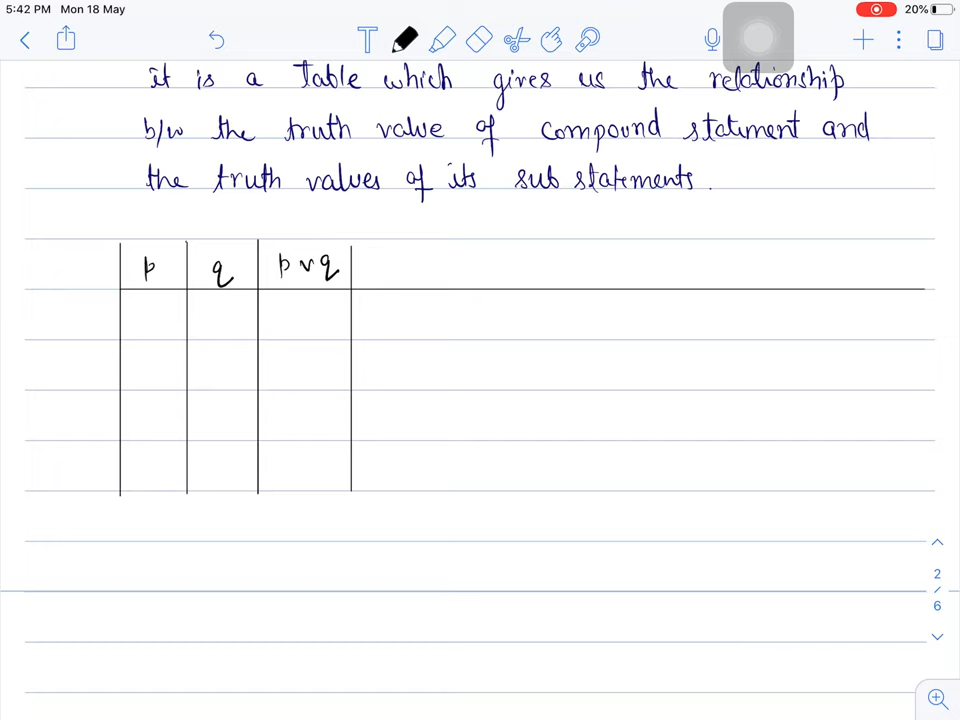 5:42 PM Mon 18 May 20%
it is a Table which gives us the relationship
b/w the truth value of compound statement and
the truth values of its sub statements.
p q p v q
2
6